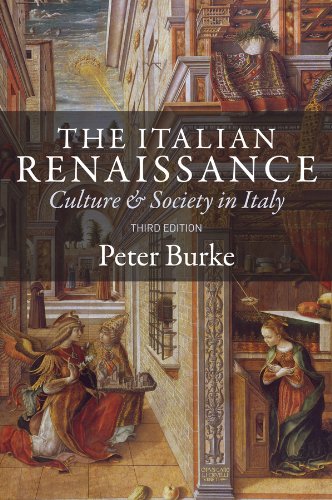 THE ITALIAN
RENAISSANCE
Culture & Society in Italy
THIRD EDITION
Peter Burke